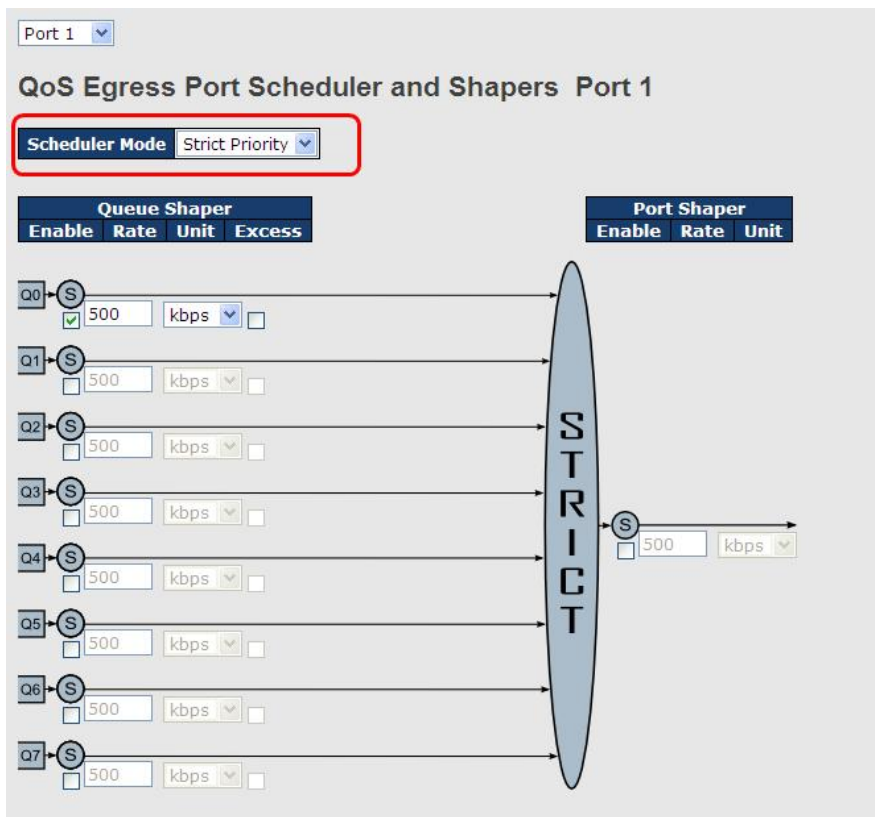 Port 1
QoS Egress Port Scheduler and Shapers Port 1
Scheduler Mode Strict Priority
Queue Shaper Port Shaper
Enable Rate Unit Excess Enable Rate Unit
Q0 S
500 kbps
Q1 S
500 kbps
Q2 S
500 kbps
Q3 S
500 kbps
Q4 S
500 kbps
Q5 S
500 kbps
Q6 S
500 kbps
Q7 S
500 kbps
STRICT
S
500 kbps